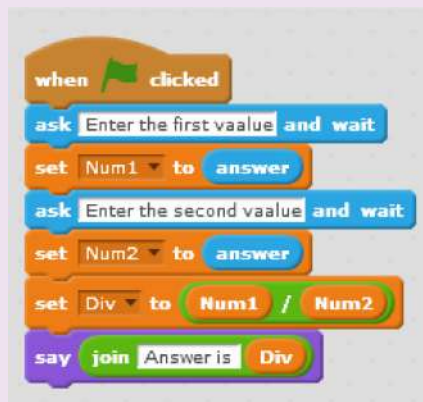 when clicked
ask Enter the first vaalue and wait
set Num1 to answer
ask Enter the second vaalue and wait
set Num2 to answer
set Div to Num1 / Num2
say join Answer is Div